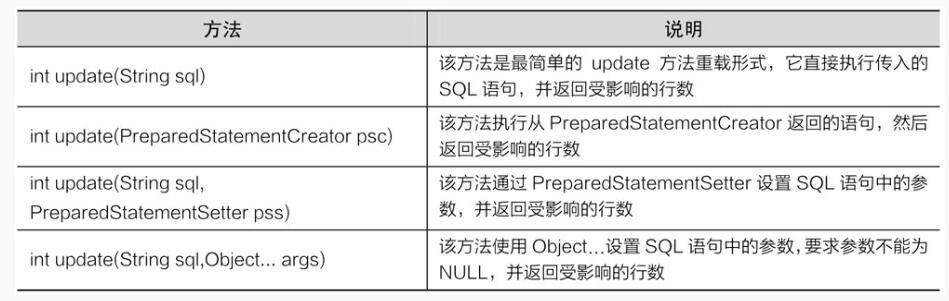 方法
说明
int update(String sql)
该方法是最简单的 update 方法重载形式，它直接执行传入的
SQL 语句，并返回受影响的行数
int update(PreparedStatementCreator psc)
该方法执行从 PreparedStatementCreator 返回的语句，然后
返回受影响的行数
int update(String sql,
PreparedStatementSetter pss)
该方法通过 PreparedStatementSetter 设置 SQL 语句中的参
数，并返回受影响的行数
int update(String sql,Object... args)
该方法使用 Object...设置 SQL 语句中的参数,要求参数不能为
NULL，并返回受影响的行数